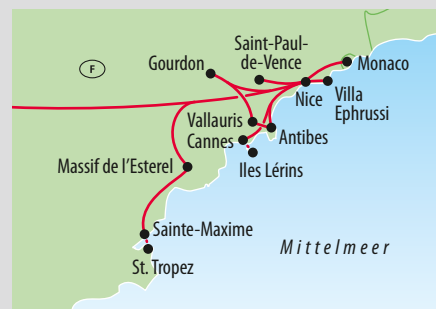 Saint-Paul-
de-Vence
Monaco
F
Gourdon
Nice
Villa
Ephrussi
Vallauris
Cannes
Antibes
Massif de l'Esterel
Iles Lérins
Sainte-Maxime
Mittelmeer
St. Tropez